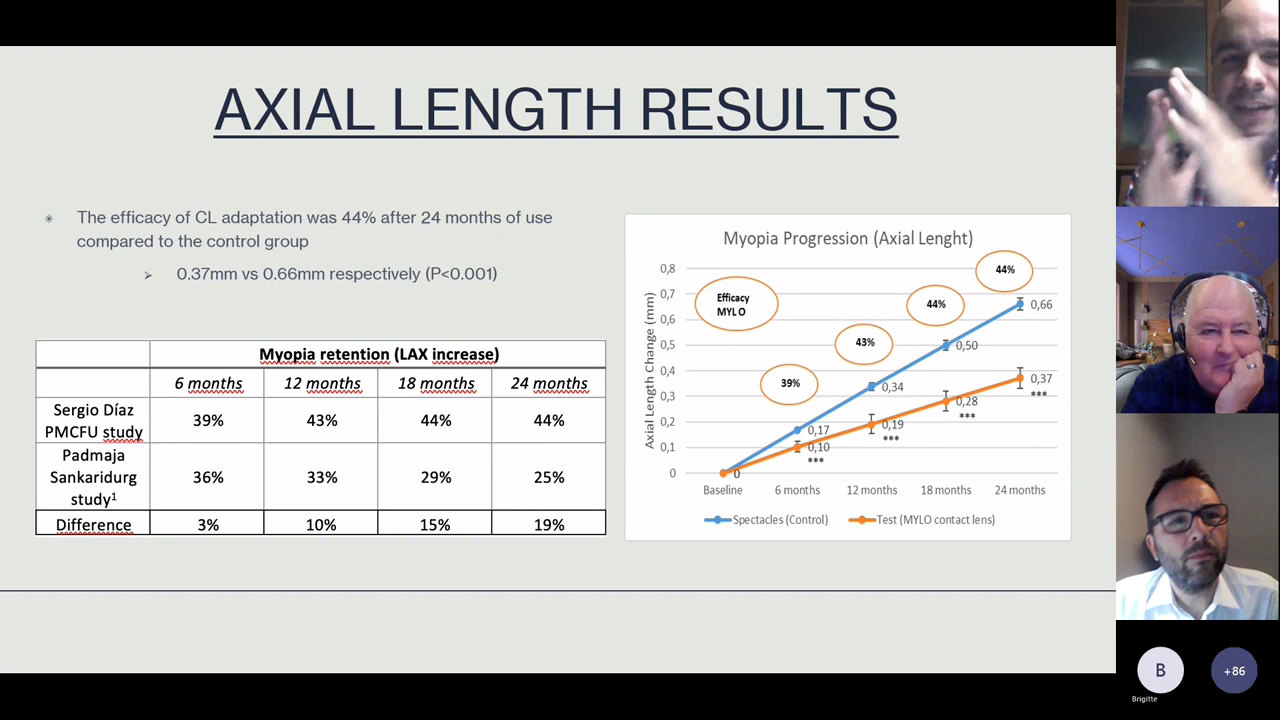 AXIAL LENGTH RESULTS
The efficacy of CL adaptation was 44% after 24 months of use
compared to the control group
0.37mm vs 0.66mm respectively (P<0.001)
Myopia retention (LAX increase)
6 months 12 months 18 months 24 months
Sergio Díaz
PMCFU study
39% 43% 44% 44%
Padmaja
Sankaridurg
study¹
36% 33% 29% 25%
Difference 3% 10% 15% 19%
Myopia Progression (Axial Lenght)
Axial Length Change (mm)
0,8
0,7
0,6
0,5
0,4
0,3
0,2
0,1
0
Efficacy
MYLO
39%
43%
44%
44%
0,17
0,34
0,50
0,66
0
0,10
***
0,19
***
0,28
***
0,37
***
Baseline 6 months 12 months 18 months 24 months
Spectacles (Control) Test (MYLO contact lens)
B
Brigitte
+86